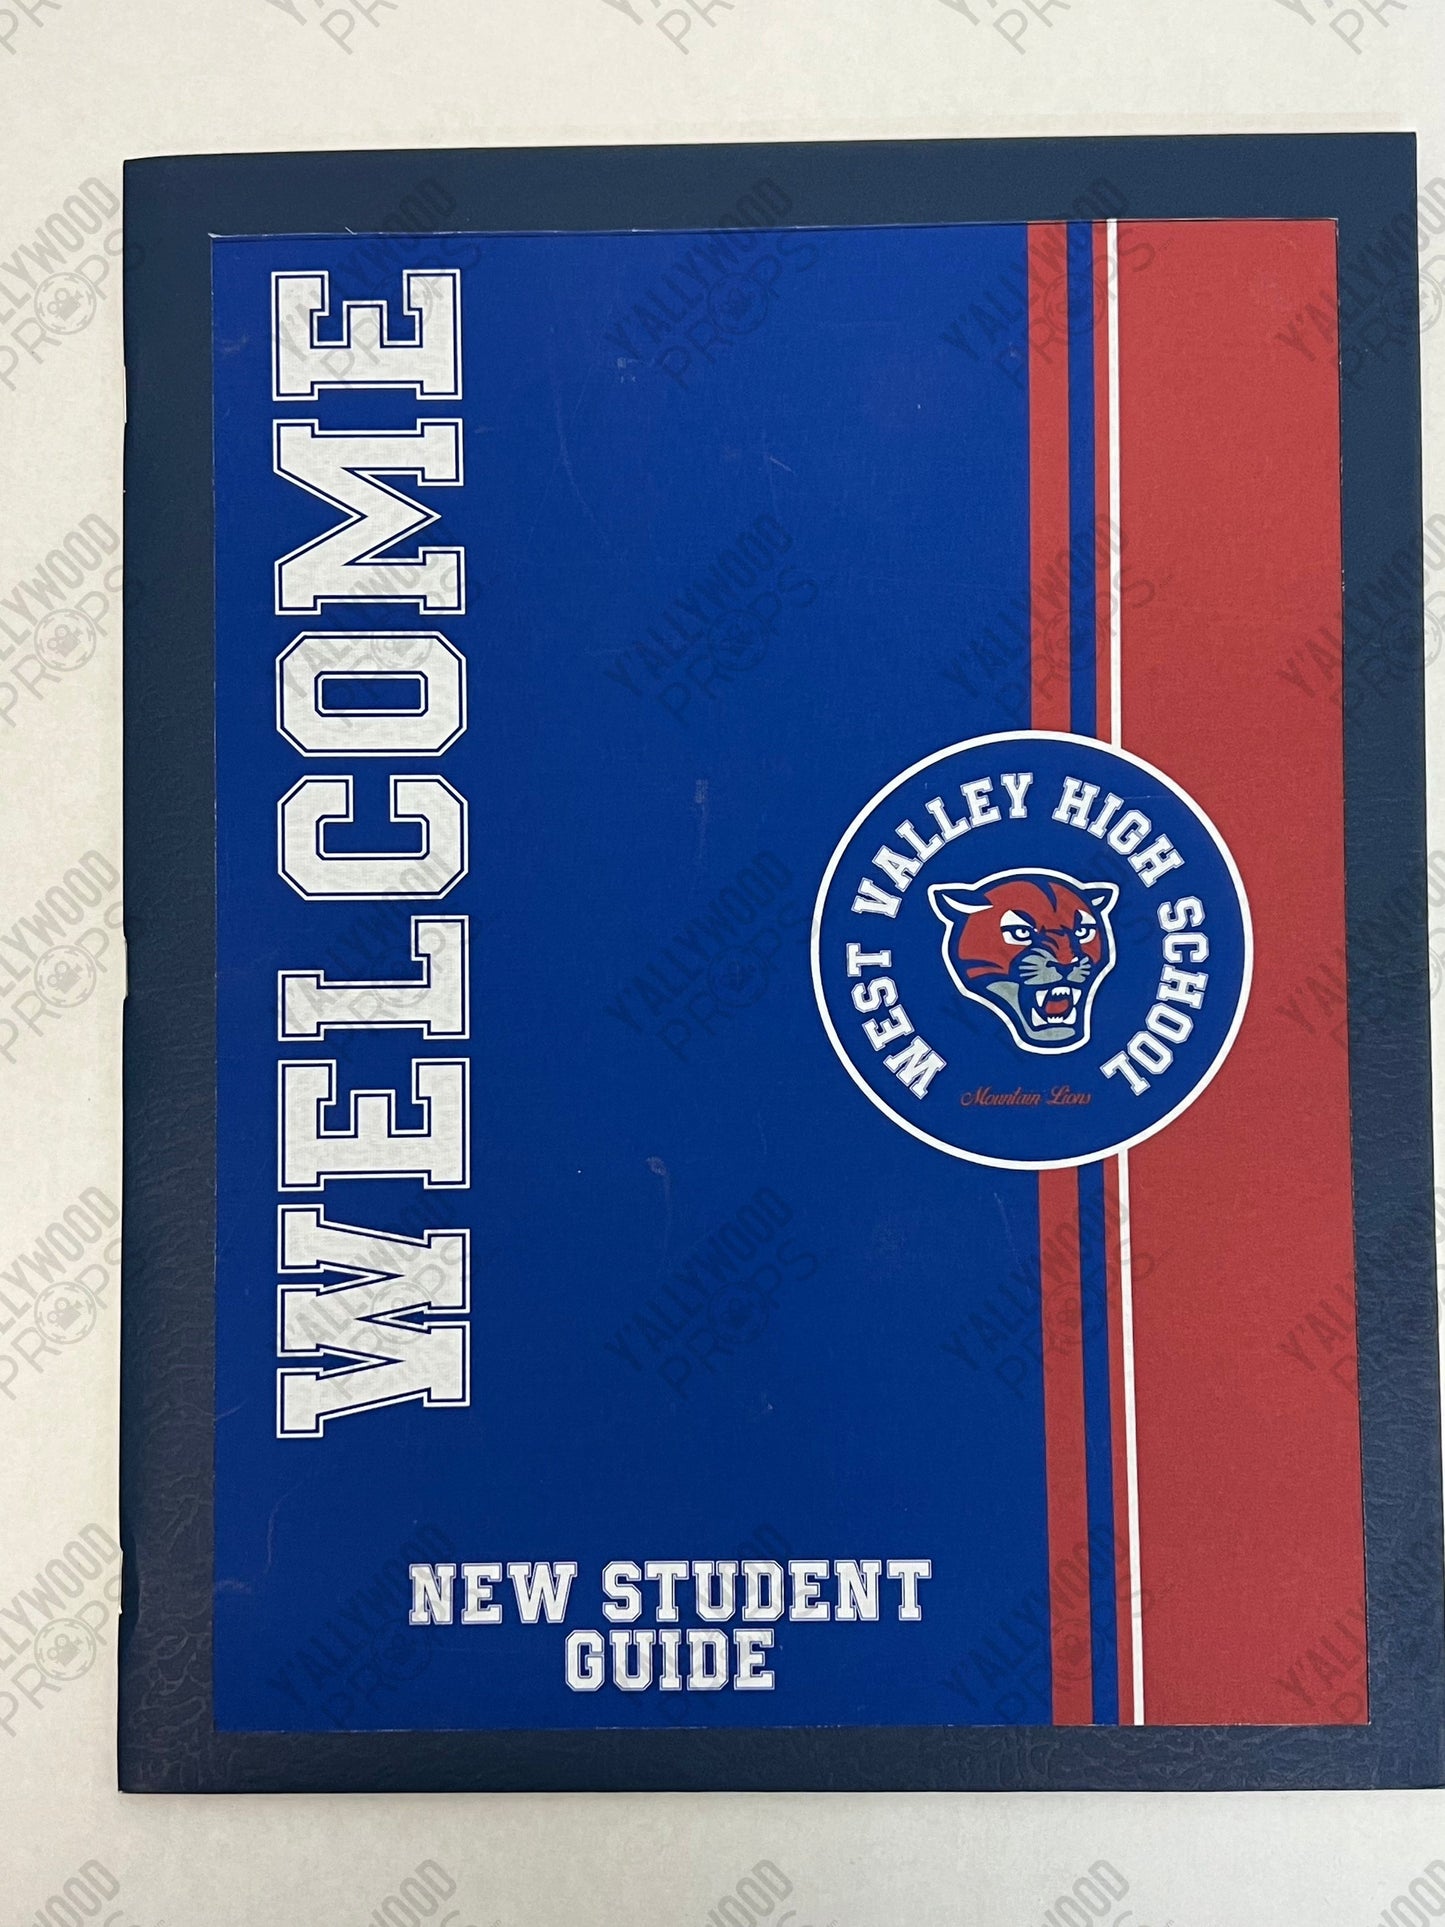 WELCOME
WEST VALLEY HIGH SCHOOL
Mountain Lions
NEW STUDENT
GUIDE
Y'ALLYWOOD
PROPS